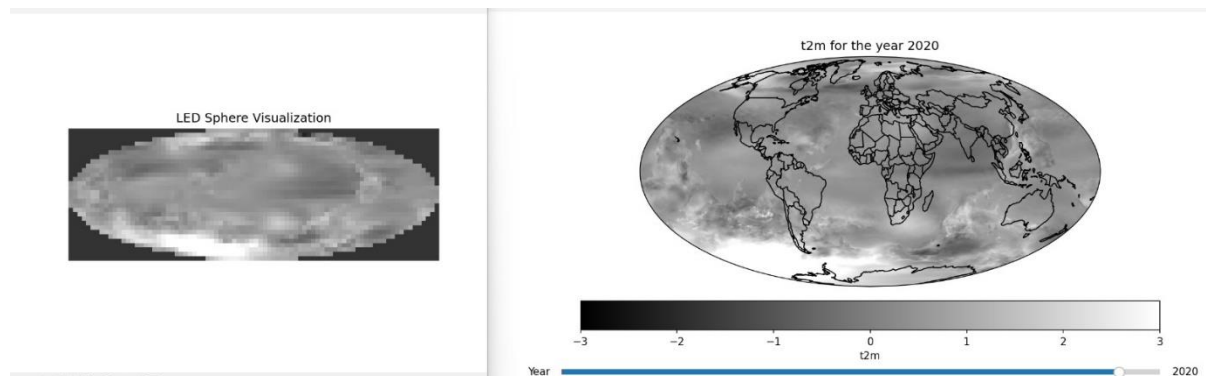 LED Sphere Visualization
t2m for the year 2020
−3 −2 −1 0 1 2 3
t2m
Year 2020